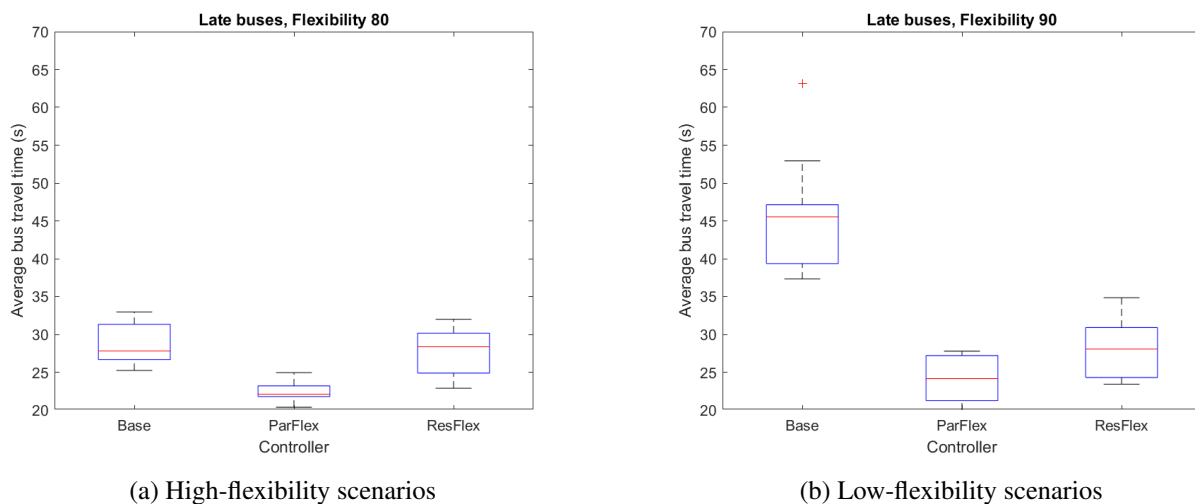 Late buses, Flexibility 80
Average bus travel time (s)
70
65
60
55
50
45
40
35
30
25
20
Base ParFlex ResFlex
Controller
(a) High-flexibility scenarios
Late buses, Flexibility 90
Average bus travel time (s)
70
65
60
55
50
45
40
35
30
25
20
Base ParFlex ResFlex
Controller
(b) Low-flexibility scenarios